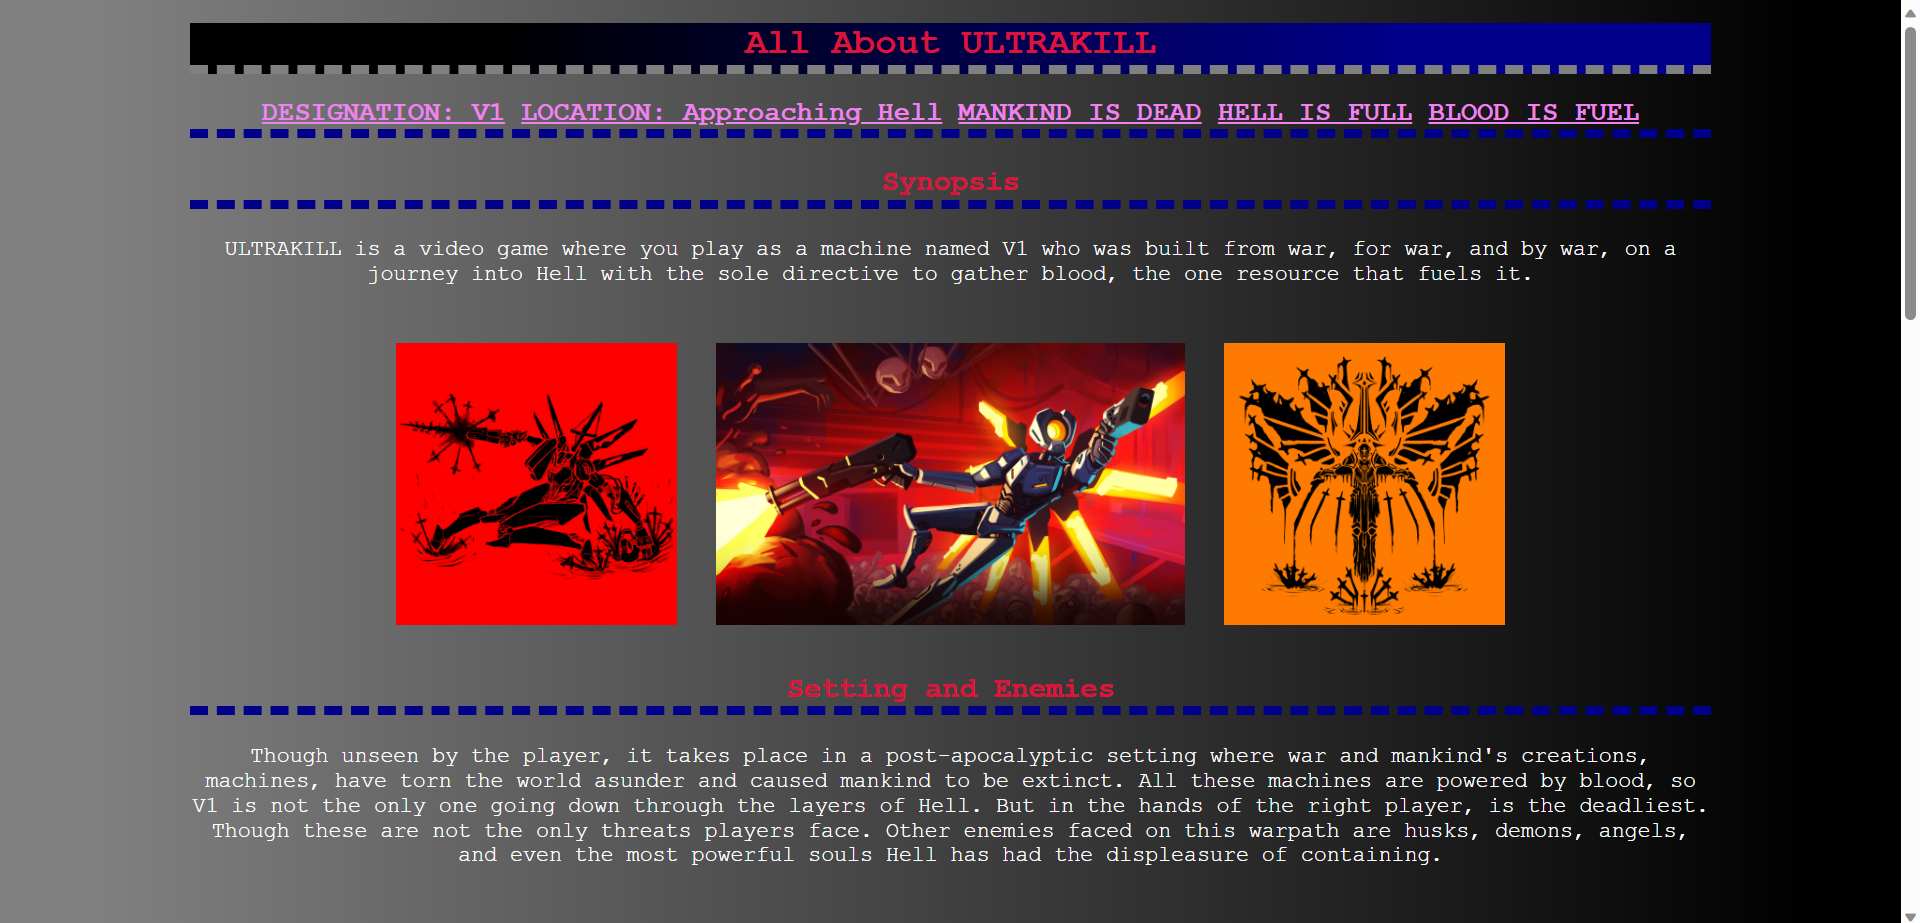 All About ULTRAKILL
DESIGNATION: V1 LOCATION: Approaching Hell MANKIND IS DEAD HELL IS FULL BLOOD IS FUEL
Synopsis
ULTRAKILL is a video game where you play as a machine named V1 who was built from war, for war, and by war, on a
journey into Hell with the sole directive to gather blood, the one resource that fuels it.
Setting and Enemies
Though unseen by the player, it takes place in a post-apocalyptic setting where war and mankind's creations,
machines, have torn the world asunder and caused mankind to be extinct. All these machines are powered by blood, so
V1 is not the only one going down through the layers of Hell. But in the hands of the right player, is the deadliest.
Though these are not the only threats players face. Other enemies faced on this warpath are husks, demons, angels,
and even the most powerful souls Hell has had the displeasure of containing.